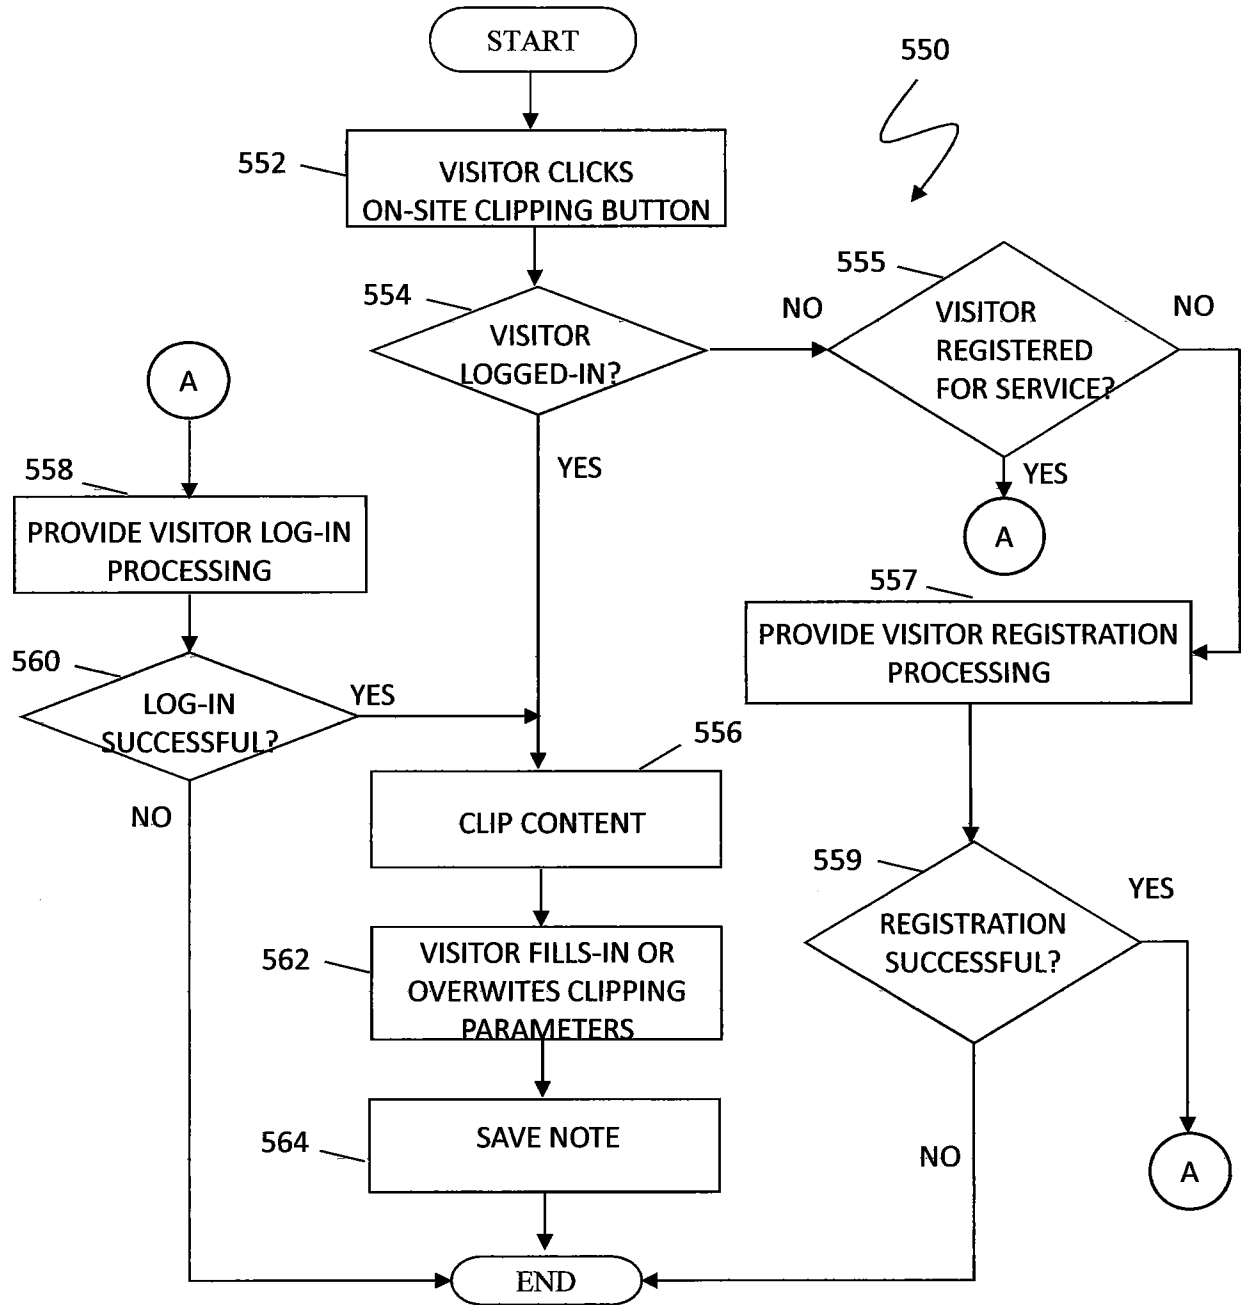 START
550
552
VISITOR CLICKS
ON-SITE CLIPPING BUTTON
554
VISITOR
LOGGED-IN?
NO
555
VISITOR
REGISTERED
FOR SERVICE?
NO
YES
YES
A
A
558
PROVIDE VISITOR LOG-IN
PROCESSING
557
PROVIDE VISITOR REGISTRATION
PROCESSING
560
LOG-IN
SUCCESSFUL?
YES
NO
556
CLIP CONTENT
559
REGISTRATION
SUCCESSFUL?
YES
NO
562
VISITOR FILLS-IN OR
OVERWITES CLIPPING
PARAMETERS
564
SAVE NOTE
A
END